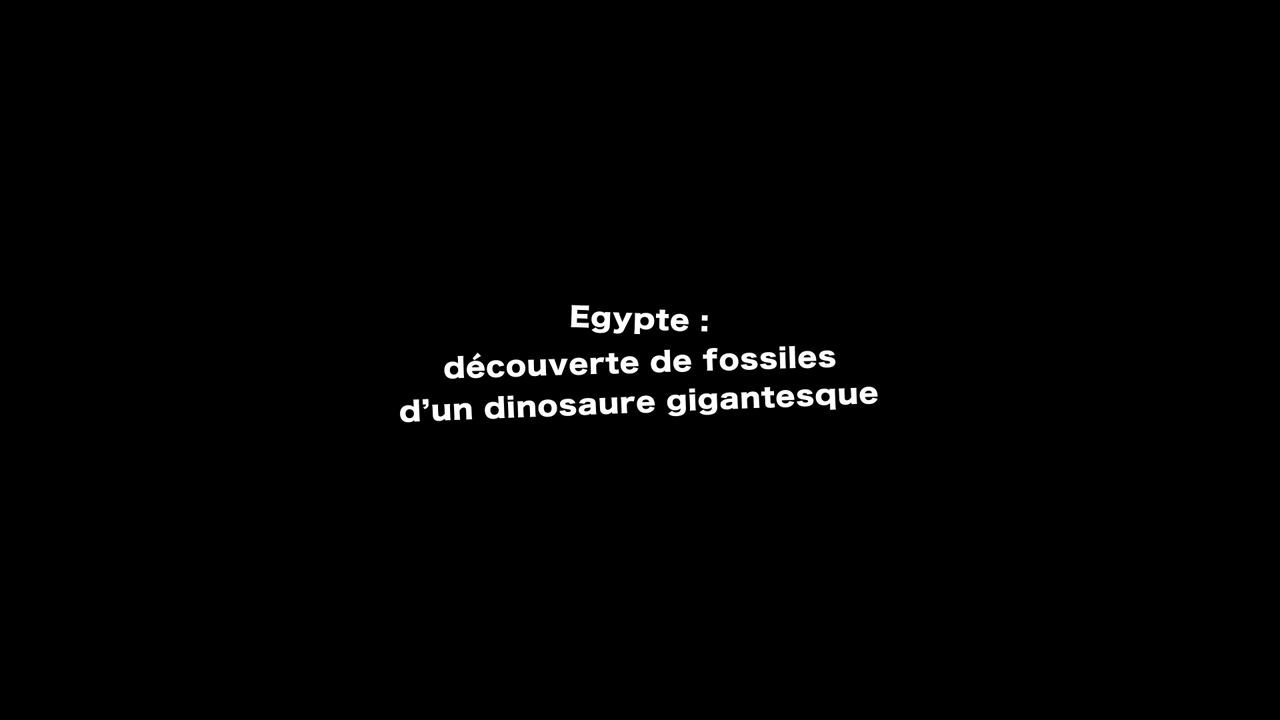 Egypte :
découverte de fossiles
d’un dinosaure gigantesque